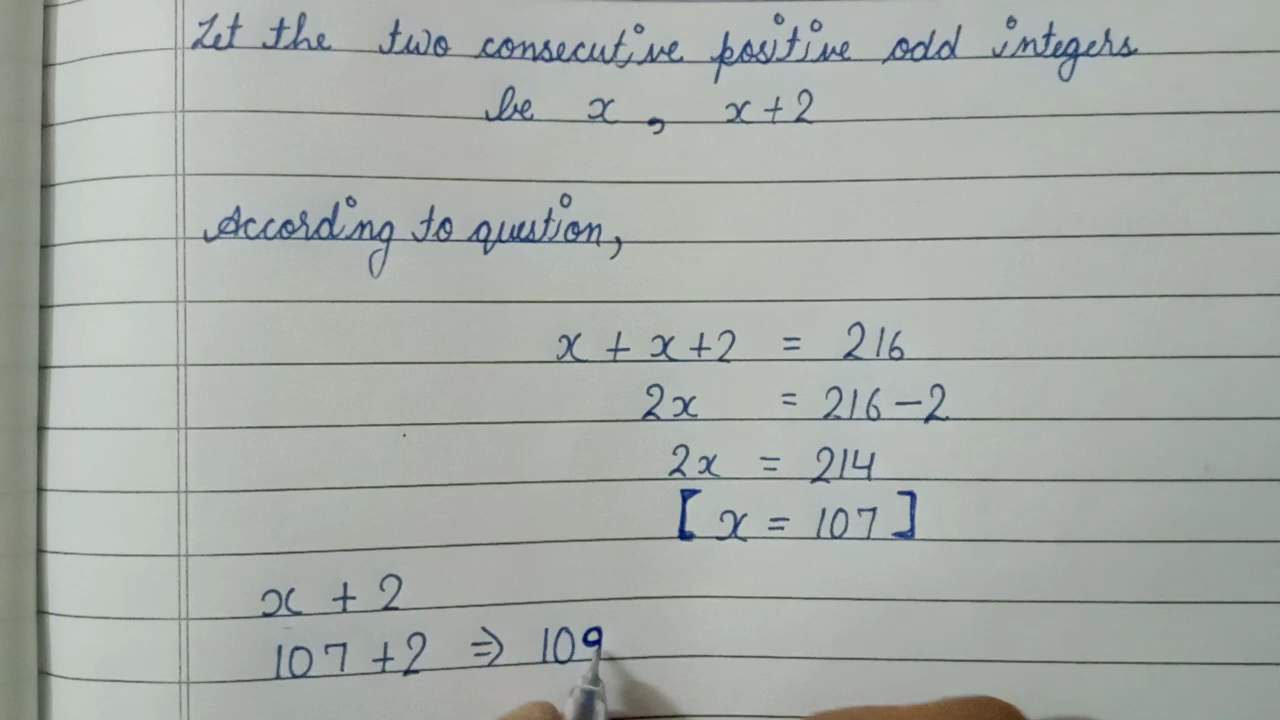 Let the two consecutive positive odd integers
be x, x+2
According to question,
x + x+2 = 216
2x = 216-2
2x = 214
[x = 107]
x + 2
107 +2 ⇒ 109